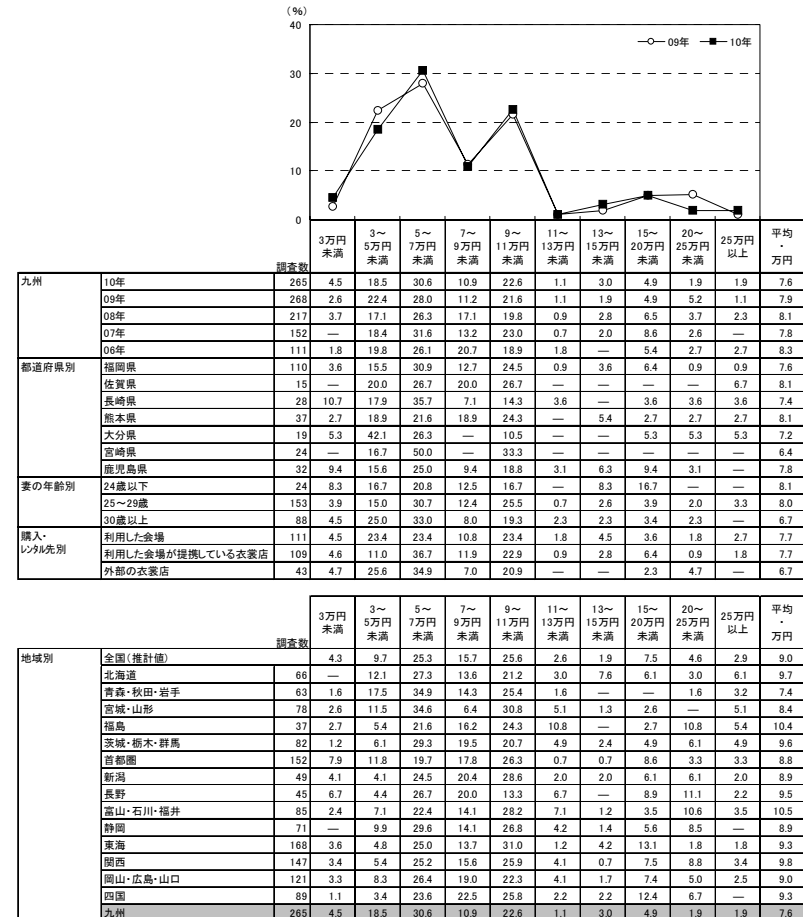 (％)
40
30
20
10
0
09年 10年
調査数 3万円未満 3～5万円未満 5～7万円未満 7～9万円未満 9～11万円未満 11～13万円未満 13～15万円未満 15～20万円未満 20～25万円未満 25万円以上 平均・万円
九州 10年 265 4.5 18.5 30.6 10.9 22.6 1.1 3.0 4.9 1.9 1.9 7.6
09年 268 2.6 22.4 28.0 11.2 21.6 1.1 1.9 4.9 5.2 1.1 7.9
08年 217 3.7 17.1 26.3 17.1 19.8 0.9 2.8 6.5 3.7 2.3 8.1
07年 152 — 18.4 31.6 13.2 23.0 0.7 2.0 8.6 2.6 — 7.8
06年 111 1.8 19.8 26.1 20.7 18.9 1.8 — 5.4 2.7 2.7 8.3
都道府県別 福岡県 110 3.6 15.5 30.9 12.7 24.5 0.9 3.6 6.4 0.9 0.9 7.6
佐賀県 15 — 20.0 26.7 20.0 26.7 — — — — 6.7 8.1
長崎県 28 10.7 17.9 35.7 7.1 14.3 3.6 — 3.6 3.6 3.6 7.4
熊本県 37 2.7 18.9 21.6 18.9 24.3 — 5.4 2.7 2.7 2.7 8.1
大分県 19 5.3 42.1 26.3 — 10.5 — — 5.3 5.3 5.3 7.2
宮崎県 24 — 16.7 50.0 — 33.3 — — — — — 6.4
鹿児島県 32 9.4 15.6 25.0 9.4 18.8 3.1 6.3 9.4 3.1 — 7.8
妻の年齢別 24歳以下 24 8.3 16.7 20.8 12.5 16.7 — 8.3 16.7 — — 8.1
25～29歳 153 3.9 15.0 30.7 12.4 25.5 0.7 2.6 3.9 2.0 3.3 8.0
30歳以上 88 4.5 25.0 33.0 8.0 19.3 2.3 2.3 3.4 2.3 — 6.7
購入・レンタル先別 利用した会場 111 4.5 23.4 23.4 10.8 23.4 1.8 4.5 3.6 1.8 2.7 7.7
利用した会場が提携している衣裳店 109 4.6 11.0 36.7 11.9 22.9 0.9 2.8 6.4 0.9 1.8 7.7
外部の衣裳店 43 4.7 25.6 34.9 7.0 20.9 — — 2.3 4.7 — 6.7
調査数 3万円未満 3～5万円未満 5～7万円未満 7～9万円未満 9～11万円未満 11～13万円未満 13～15万円未満 15～20万円未満 20～25万円未満 25万円以上 平均・万円
地域別 全国(推計値) 4.3 9.7 25.3 15.7 25.6 2.6 1.9 7.5 4.6 2.9 9.0
北海道 66 — 12.1 27.3 13.6 21.2 3.0 7.6 6.1 3.0 6.1 9.7
青森・秋田・岩手 63 1.6 17.5 34.9 14.3 25.4 1.6 — — 1.6 3.2 7.4
宮城・山形 78 2.6 11.5 34.6 6.4 30.8 5.1 1.3 2.6 — 5.1 8.4
福島 37 2.7 5.4 21.6 16.2 24.3 10.8 — 2.7 10.8 5.4 10.4
茨城・栃木・群馬 82 1.2 6.1 29.3 19.5 20.7 4.9 2.4 4.9 6.1 4.9 9.6
首都圏 152 7.9 11.8 19.7 17.8 26.3 0.7 0.7 8.6 3.3 3.3 8.8
新潟 49 4.1 4.1 24.5 20.4 28.6 2.0 2.0 6.1 6.1 2.0 8.9
長野 45 6.7 4.4 26.7 20.0 13.3 6.7 — 8.9 11.1 2.2 9.5
富山・石川・福井 85 2.4 7.1 22.4 14.1 28.2 7.1 1.2 3.5 10.6 3.5 10.5
静岡 71 — 9.9 29.6 14.1 26.8 4.2 1.4 5.6 8.5 — 8.9
東海 168 3.6 4.8 25.0 13.7 31.0 1.2 4.2 13.1 1.8 1.8 9.3
関西 147 3.4 5.4 25.2 15.6 25.9 4.1 0.7 7.5 8.8 3.4 9.8
岡山・広島・山口 121 3.3 8.3 26.4 19.0 22.3 4.1 1.7 7.4 5.0 2.5 9.0
四国 89 1.1 3.4 23.6 22.5 25.8 2.2 2.2 12.4 6.7 — 9.3
九州 265 4.5 18.5 30.6 10.9 22.6 1.1 3.0 4.9 1.9 1.9 7.6